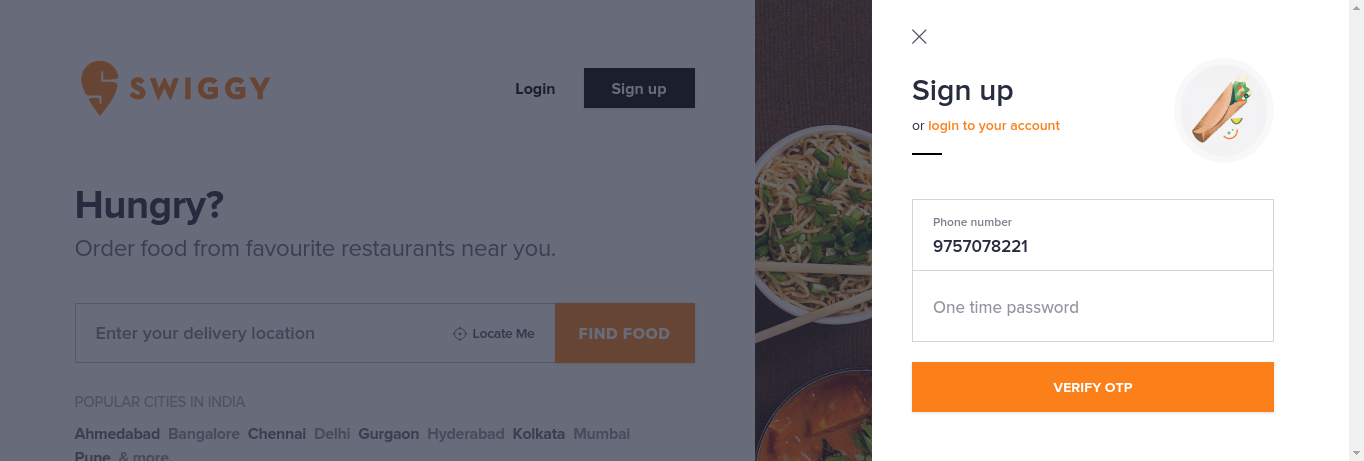 SWIGGY
Login
Sign up
Hungry?
Order food from favourite restaurants near you.
Enter your delivery location
Locate Me
FIND FOOD
POPULAR CITIES IN INDIA
Ahmedabad Bangalore Chennai Delhi Gurgaon Hyderabad Kolkata Mumbai
Pune & more.
Sign up
or login to your account
Phone number
9757078221
One time password
VERIFY OTP